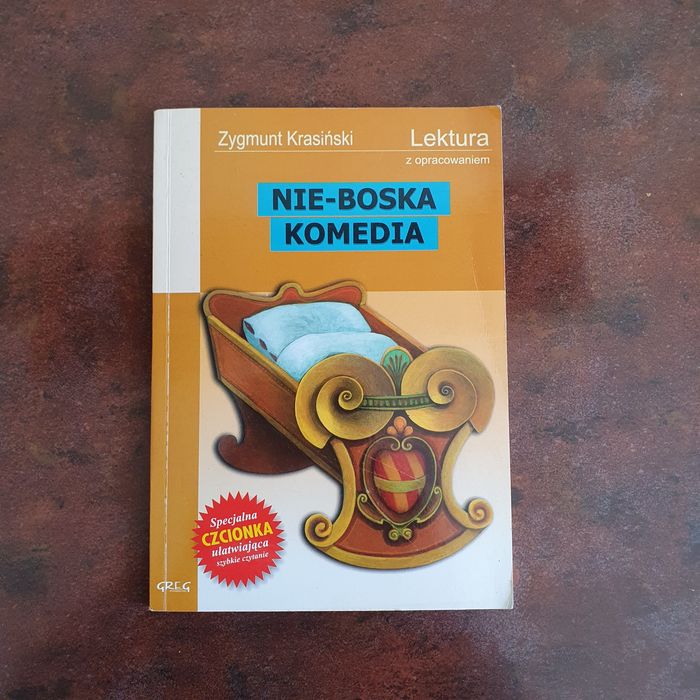 Zygmunt Krasiński
Lektura
z opracowaniem
NIE-BOSKA
KOMEDIA
Specjalna
CZCIONKA
ułatwiająca
szybkie czytanie
GREG